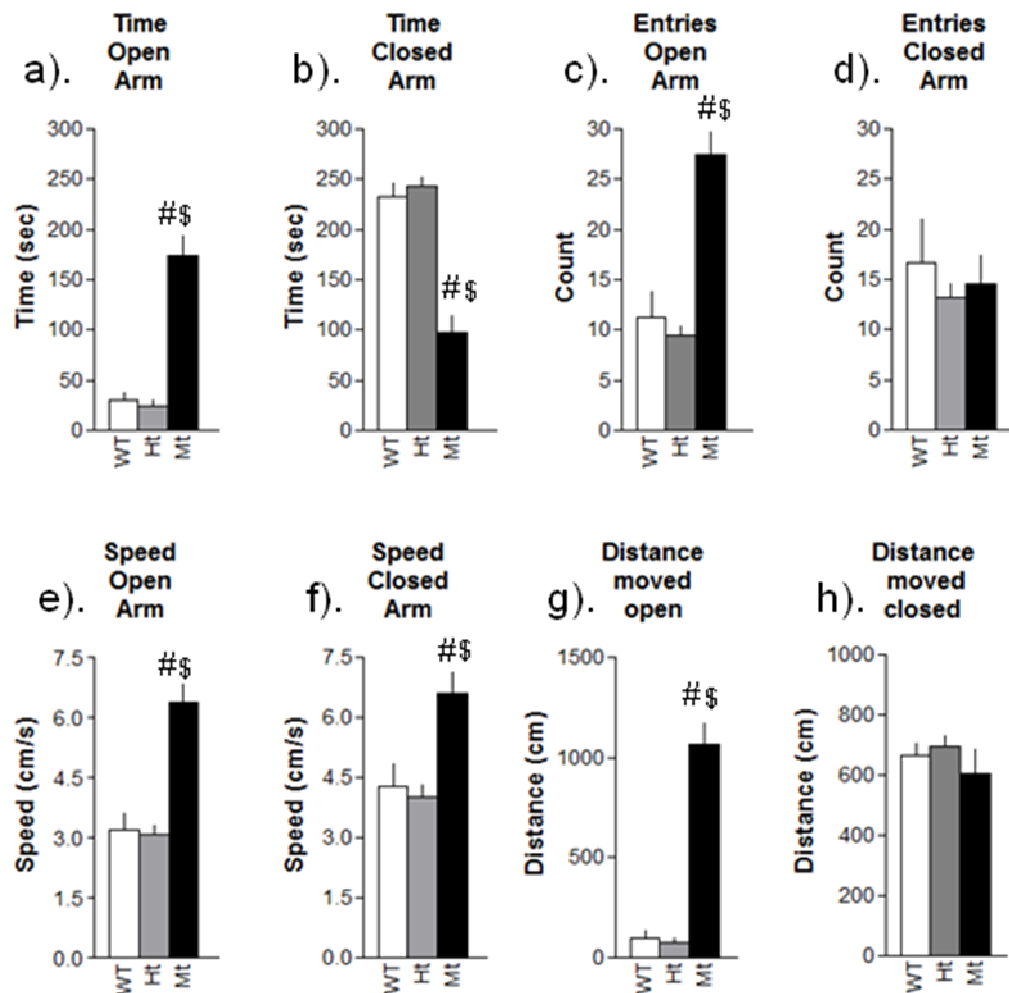 a).
Time
Open
Arm
Time (sec)
300
250
200
150
100
50
0
#$
WT
Ht
Mt
b).
Time
Closed
Arm
Time (sec)
300
250
200
150
100
50
0
#$
WT
Ht
Mt
c).
Entries
Open
Arm
Count
30
25
20
15
10
5
0
#$
WT
Ht
Mt
d).
Entries
Closed
Arm
Count
30
25
20
15
10
5
0
WT
Ht
Mt
e).
Speed
Open
Arm
Speed (cm/s)
7.5
6.0
4.5
3.0
1.5
0.0
#$
WT
Ht
Mt
f).
Speed
Closed
Arm
Speed (cm/s)
7.5
6.0
4.5
3.0
1.5
0.0
#$
WT
Ht
Mt
g).
Distance
moved
open
Distance (cm)
1500
1000
500
0
#$
WT
Ht
Mt
h).
Distance
moved
closed
Distance (cm)
1000
800
600
400
200
0
WT
Ht
Mt